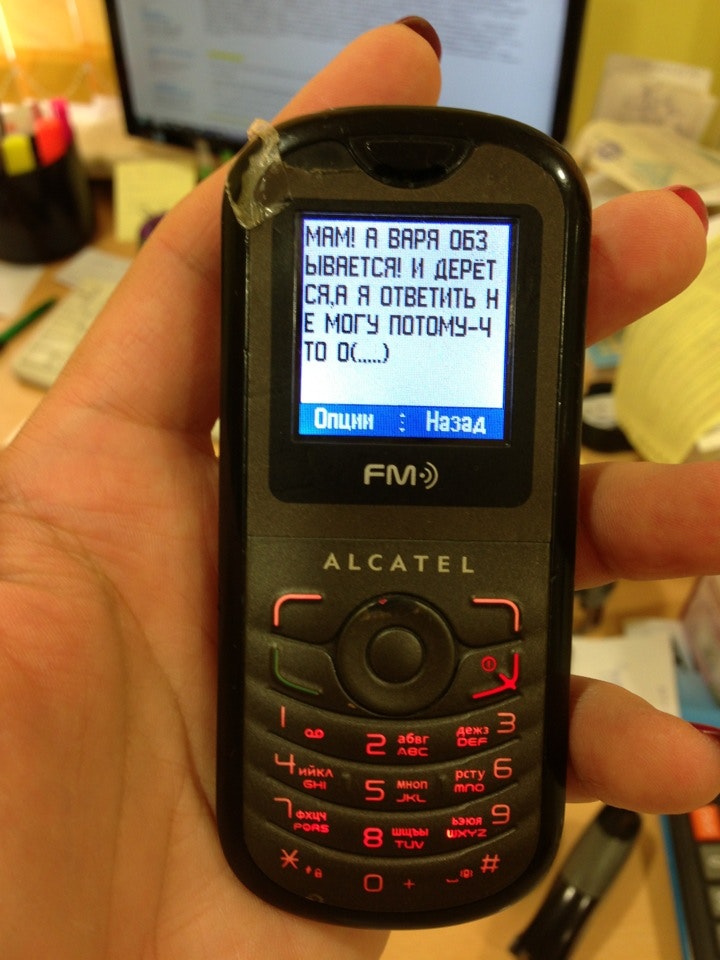 МАМ! А ВАРЯ ОБЗ
ЫВАЕТСЯ! И ДЕРЁТ
СЯ,А Я ОТВЕТИТЬ Н
Е МОГУ ПОТОМУ-Ч
ТО О(.....)
Опции : Назад
FM
ALCATEL
1
2 абвг ABC
дежз DEF 3
4 ийкл GHI
5 мноп JKL
рсту MNO 6
7 фхцч PQRS
8 шщъы TUV
ьэюя WXYZ 9
*
0 +
#